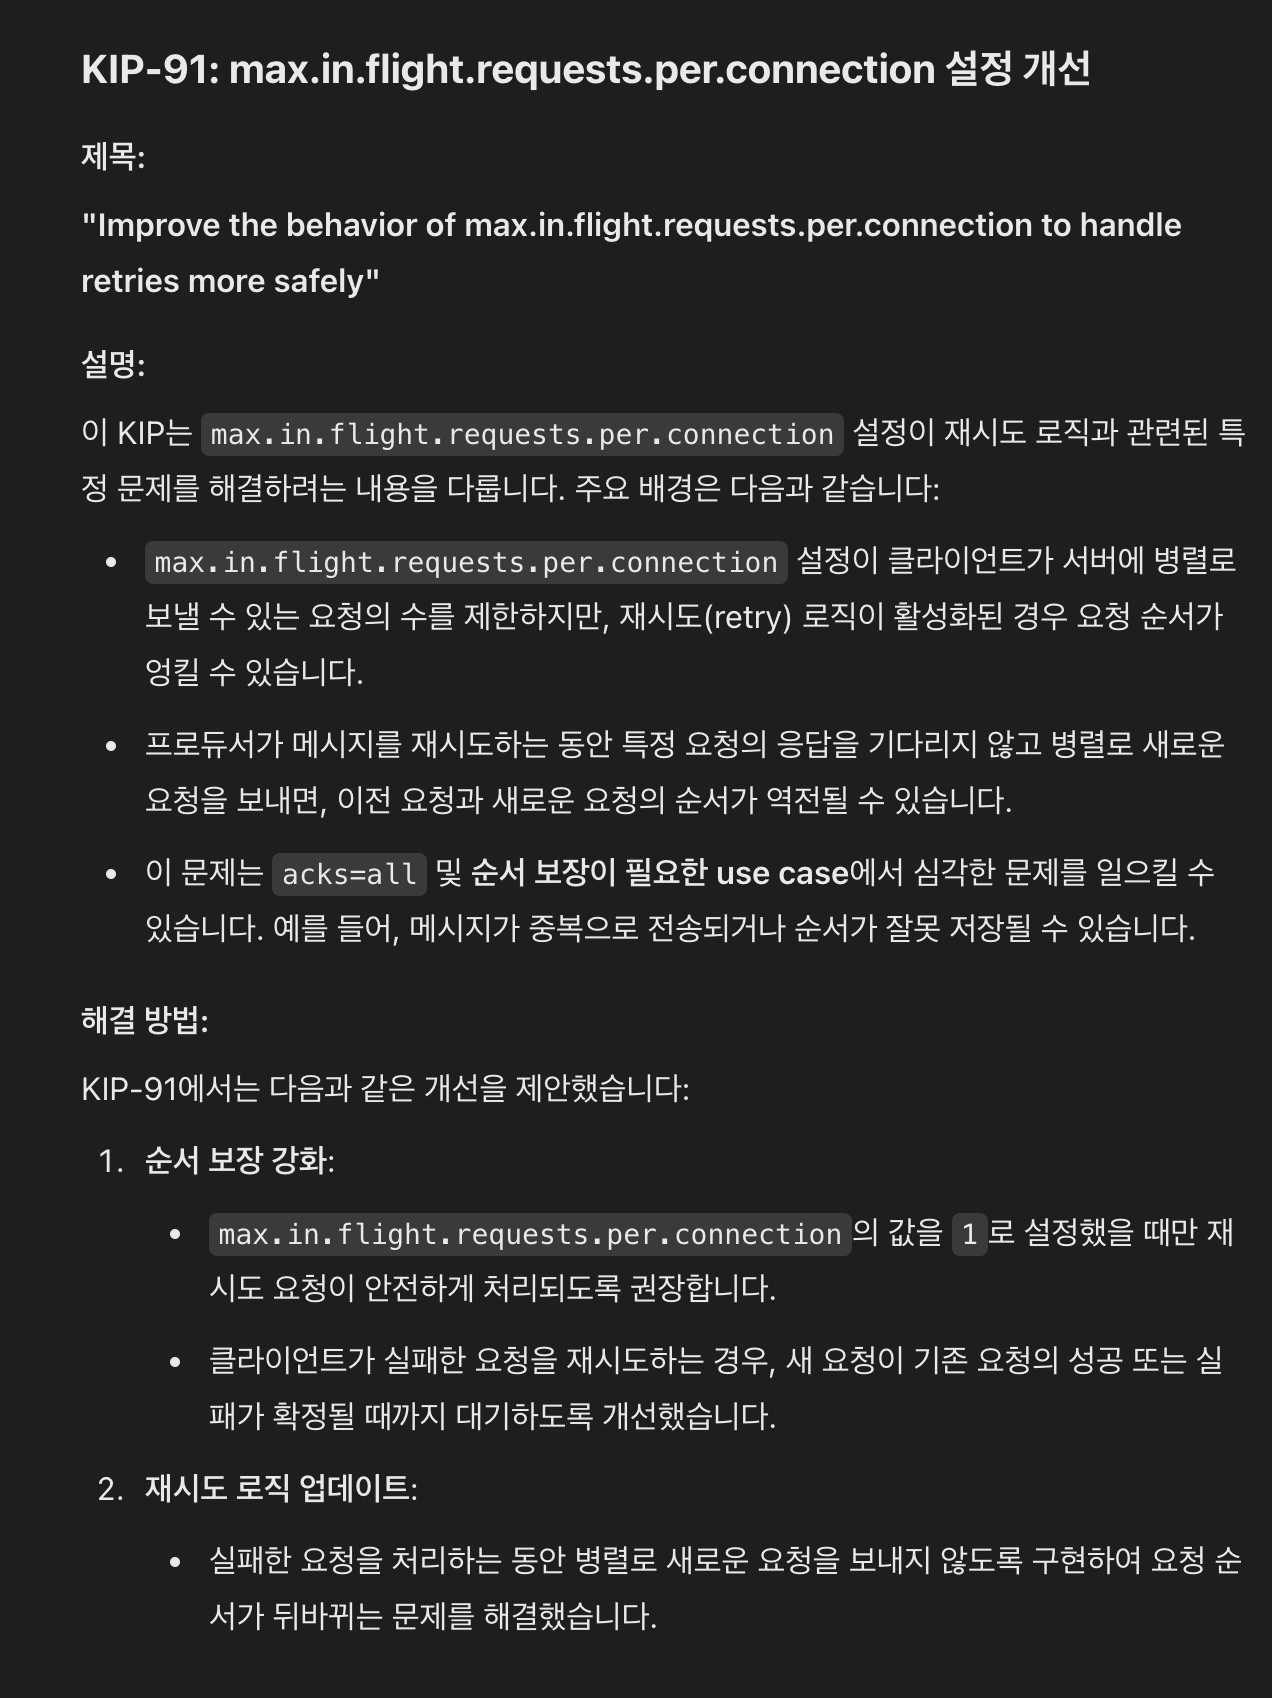 KIP-91: max.in.flight.requests.per.connection 설정 개선
제목:
"Improve the behavior of max.in.flight.requests.per.connection to handle
retries more safely"
설명:
이 KIP는 max.in.flight.requests.per.connection 설정이 재시도 로직과 관련된 특
정 문제를 해결하려는 내용을 다룹니다. 주요 배경은 다음과 같습니다:
• max.in.flight.requests.per.connection 설정이 클라이언트가 서버에 병렬로
보낼 수 있는 요청의 수를 제한하지만, 재시도(retry) 로직이 활성화된 경우 요청 순서가
엉킬 수 있습니다.
• 프로듀서가 메시지를 재시도하는 동안 특정 요청의 응답을 기다리지 않고 병렬로 새로운
요청을 보내면, 이전 요청과 새로운 요청의 순서가 역전될 수 있습니다.
• 이 문제는 acks=all 및 순서 보장이 필요한 use case에서 심각한 문제를 일으킬 수
있습니다. 예를 들어, 메시지가 중복으로 전송되거나 순서가 잘못 저장될 수 있습니다.
해결 방법:
KIP-91에서는 다음과 같은 개선을 제안했습니다:
1. 순서 보장 강화:
• max.in.flight.requests.per.connection의 값을 1로 설정했을 때만 재
시도 요청이 안전하게 처리되도록 권장합니다.
• 클라이언트가 실패한 요청을 재시도하는 경우, 새 요청이 기존 요청의 성공 또는 실
패가 확정될 때까지 대기하도록 개선했습니다.
2. 재시도 로직 업데이트:
• 실패한 요청을 처리하는 동안 병렬로 새로운 요청을 보내지 않도록 구현하여 요청 순
서가 뒤바뀌는 문제를 해결했습니다.